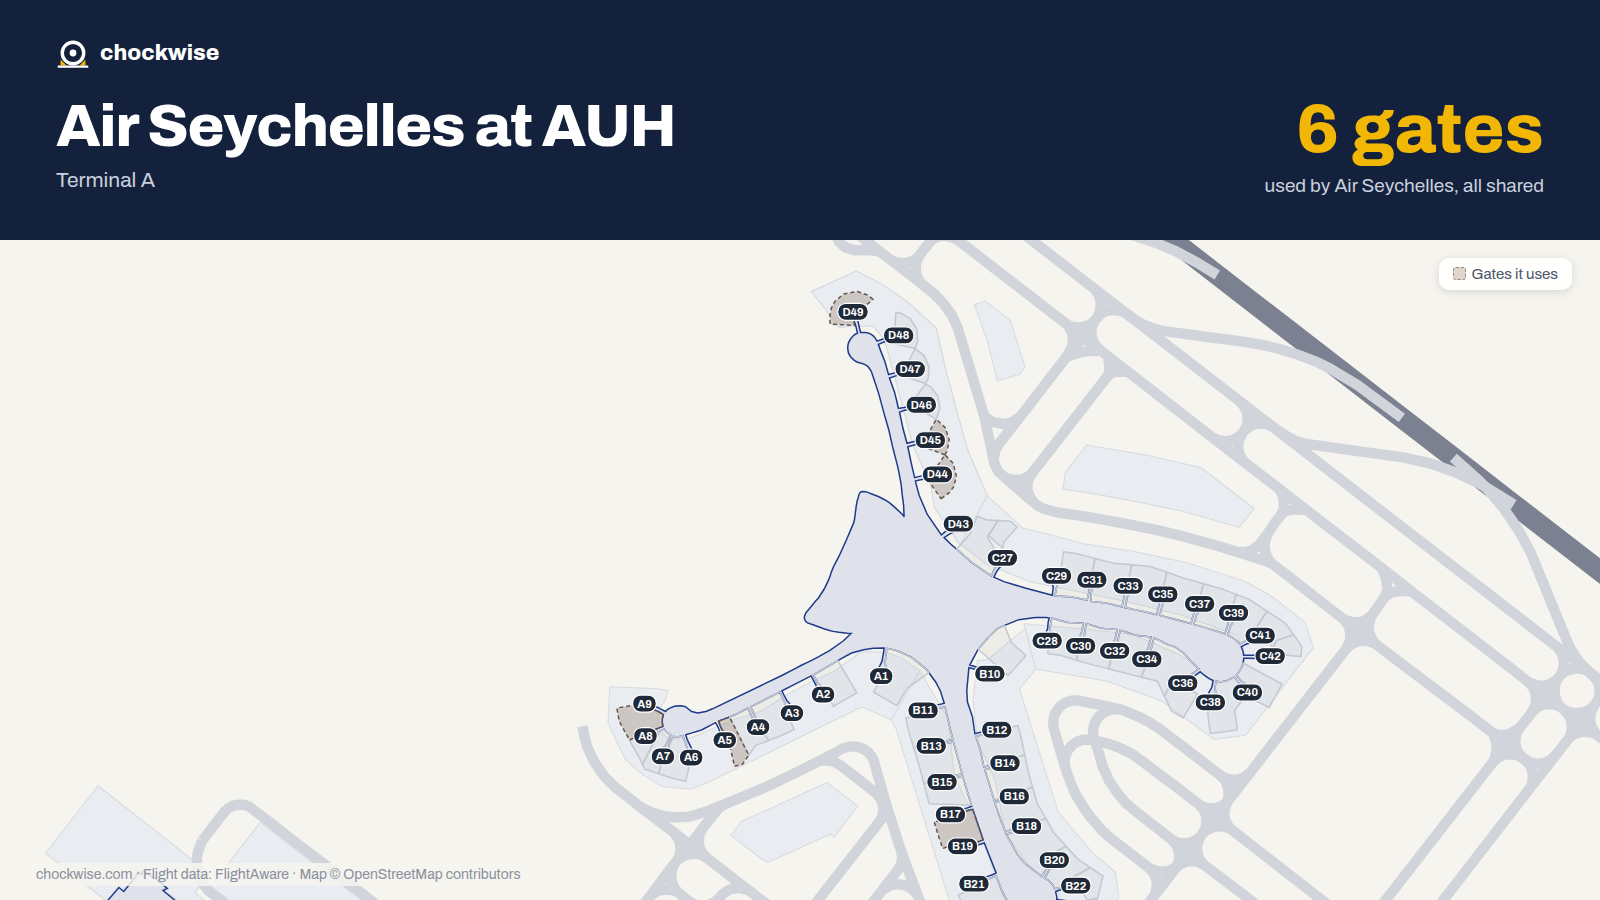 chockwise
Air Seychelles at AUH
Terminal A
6 gates
used by Air Seychelles, all shared
Gates it uses
D49
D48
D47
D46
D45
D44
D43
C27
C29
C31
C33
C35
C37
C39
C41
C42
C28
C30
C32
C34
C36
C38
C40
A1
A2
A3
A4
A5
A6
A7
A8
A9
B10
B11
B12
B13
B14
B15
B16
B17
B18
B19
B20
B21
B22
chockwise.com · Flight data: FlightAware · Map © OpenStreetMap contributors